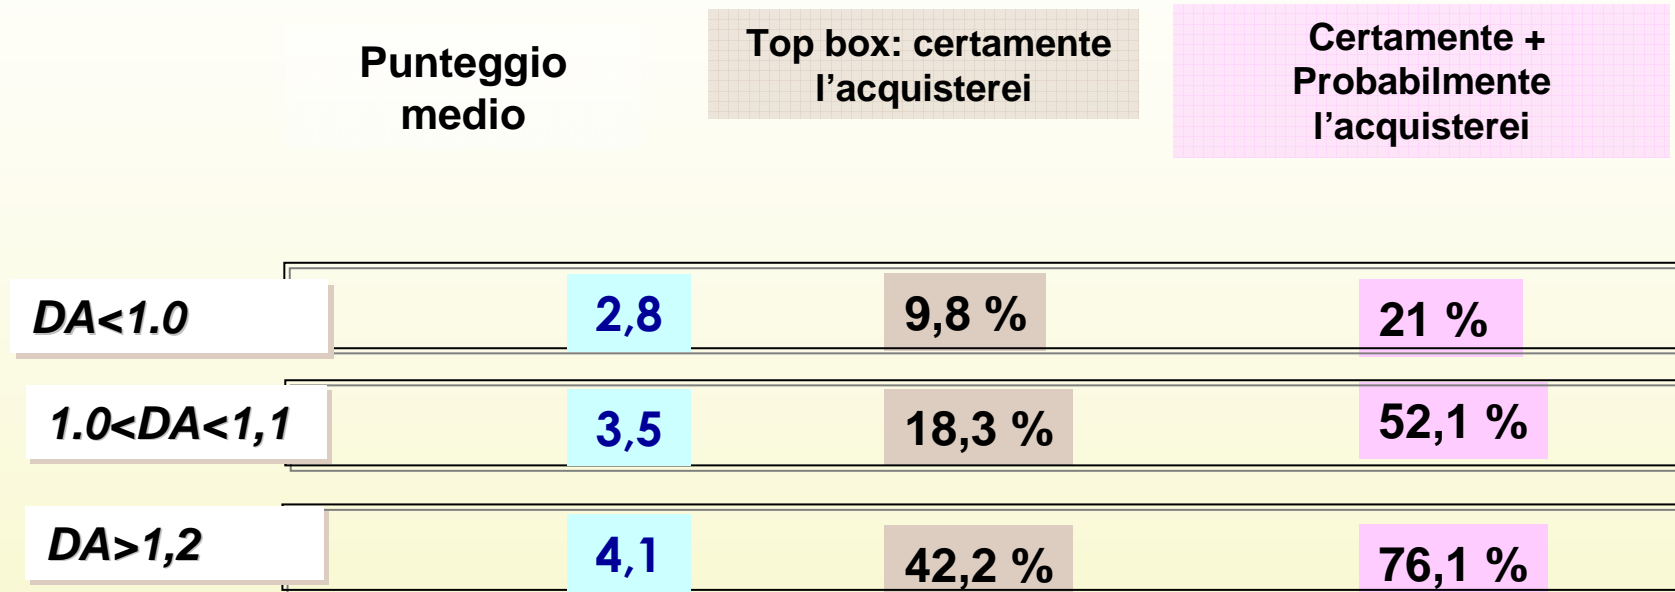 Punteggio
medio
Top box: certamente
l’acquisterei
Certamente +
Probabilmente
l’acquisterei
DA<1.0 2,8 9,8 % 21 %
1.0<DA<1,1 3,5 18,3 % 52,1 %
DA>1,2 4,1 42,2 % 76,1 %